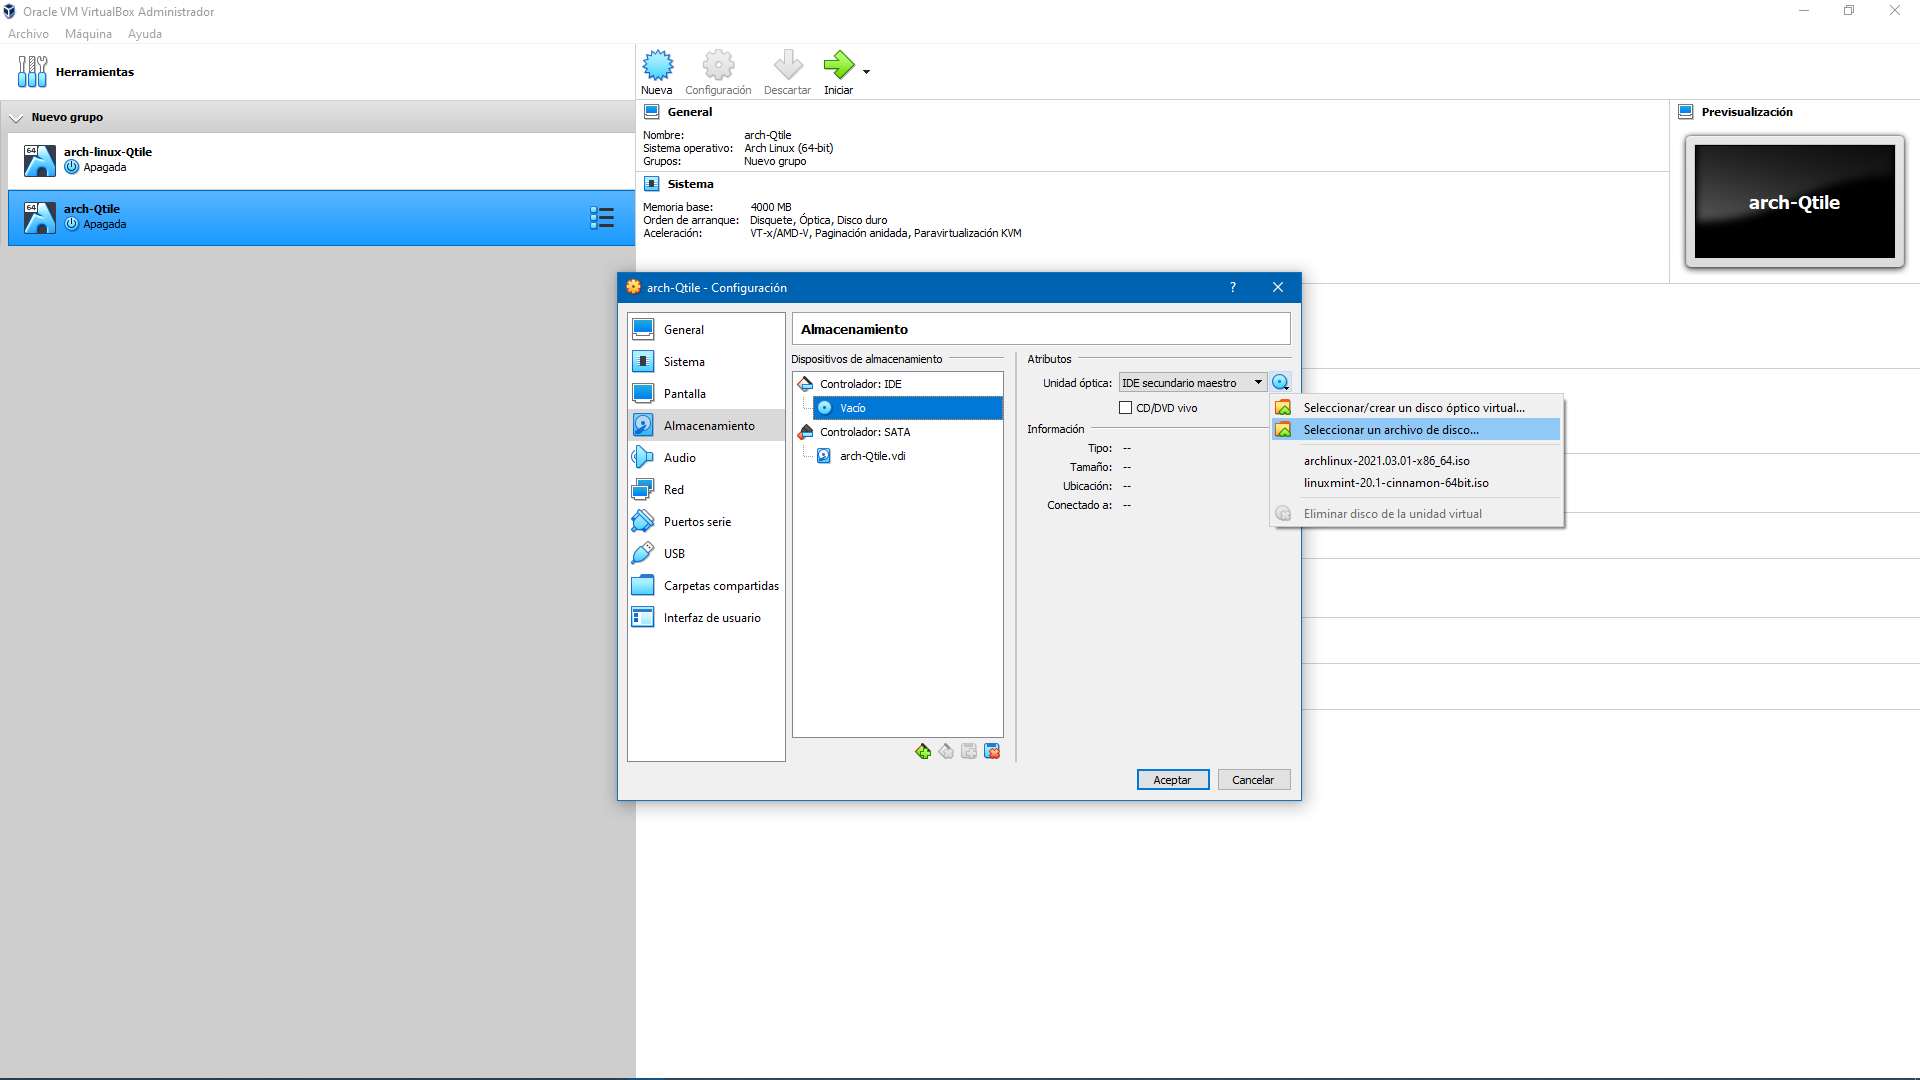 Oracle VM VirtualBox Administrador
Archivo Máquina Ayuda
Herramientas
Nueva Configuración Descartar Iniciar
Nuevo grupo
64
arch-linux-Qtile
Apagada
64
arch-Qtile
Apagada
General
Nombre: arch-Qtile
Sistema operativo: Arch Linux (64-bit)
Grupos: Nuevo grupo
Sistema
Memoria base: 4000 MB
Orden de arranque: Disquete, Óptica, Disco duro
Aceleración: VT-x/AMD-V, Paginación anidada, Paravirtualización KVM
Previsualización
arch-Qtile
arch-Qtile - Configuración
?
General
Sistema
Pantalla
Almacenamiento
Audio
Red
Puertos serie
USB
Carpetas compartidas
Interfaz de usuario
Almacenamiento
Dispositivos de almacenamiento
Controlador: IDE
Vacío
Controlador: SATA
arch-Qtile.vdi
Atributos
Unidad óptica: IDE secundario maestro
CD/DVD vivo
Información
Tipo: --
Tamaño: --
Ubicación: --
Conectado a: --
Seleccionar/crear un disco óptico virtual...
Seleccionar un archivo de disco...
archlinux-2021.03.01-x86_64.iso
linuxmint-20.1-cinnamon-64bit.iso
Eliminar disco de la unidad virtual
Aceptar Cancelar